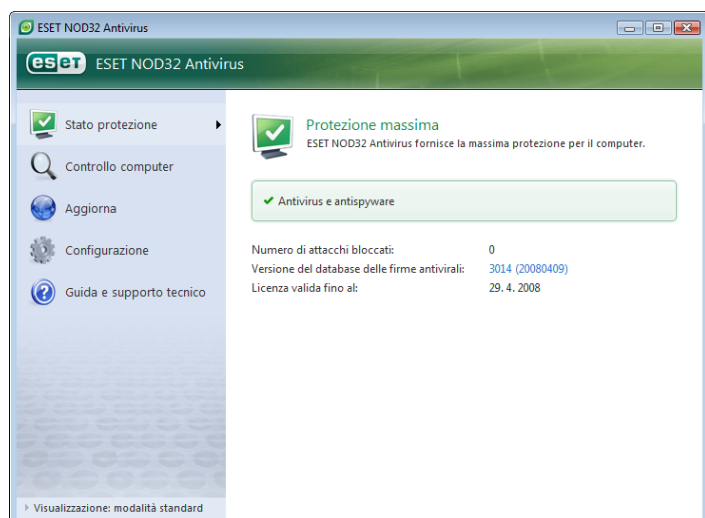 ESET NOD32 Antivirus
eset ESET NOD32 Antivirus
Stato protezione
Controllo computer
Aggiorna
Configurazione
Guida e supporto tecnico
Visualizzazione: modalità standard
Protezione massima
ESET NOD32 Antivirus fornisce la massima protezione per il computer.
Antivirus e antispyware
Numero di attacchi bloccati: 0
Versione del database delle firme antivirali: 3014 (20080409)
Licenza valida fino al: 29. 4. 2008